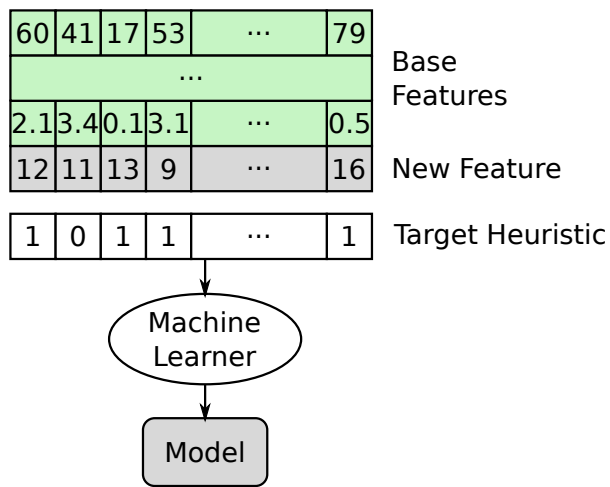 60 41 17 53 ... 79
...
Base
Features
2.1 3.4 0.1 3.1 ... 0.5
12 11 13 9 ... 16 New Feature
1 0 1 1 ... 1 Target Heuristic
Machine
Learner
Model